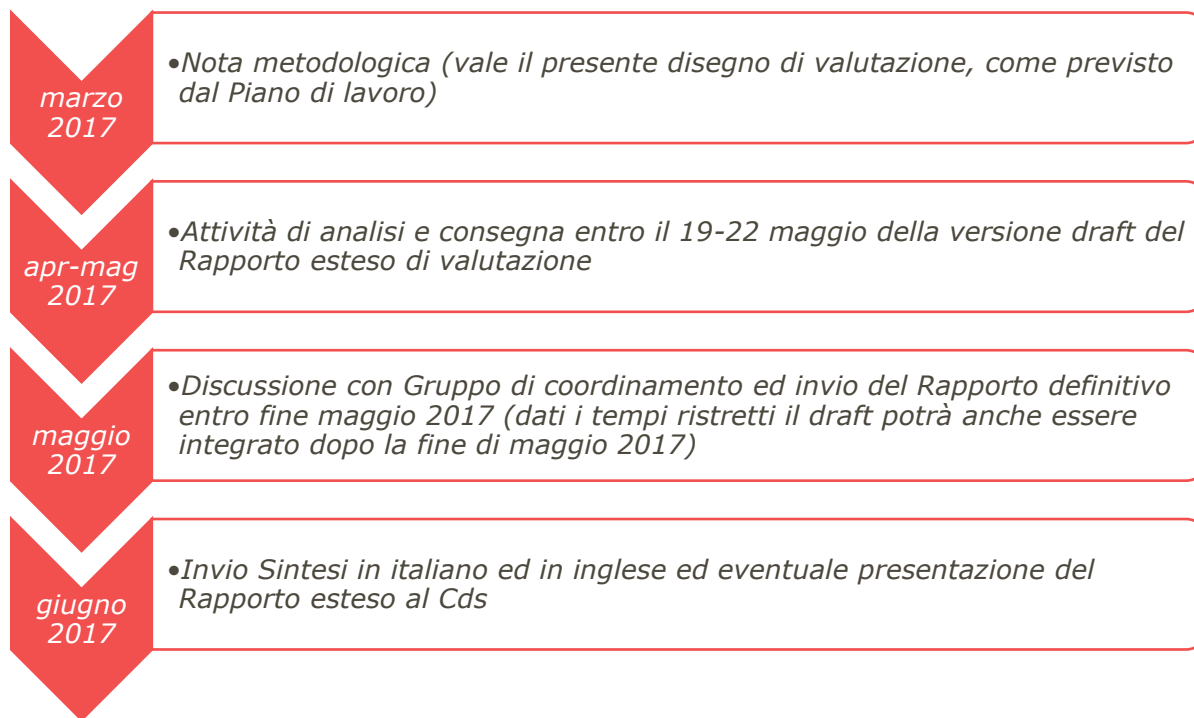 marzo
2017
•Nota metodologica (vale il presente disegno di valutazione, come previsto
dal Piano di lavoro)
apr-mag
2017
•Attività di analisi e consegna entro il 19-22 maggio della versione draft del
Rapporto esteso di valutazione
maggio
2017
•Discussione con Gruppo di coordinamento ed invio del Rapporto definitivo
entro fine maggio 2017 (dati i tempi ristretti il draft potrà anche essere
integrato dopo la fine di maggio 2017)
giugno
2017
•Invio Sintesi in italiano ed in inglese ed eventuale presentazione del
Rapporto esteso al Cds